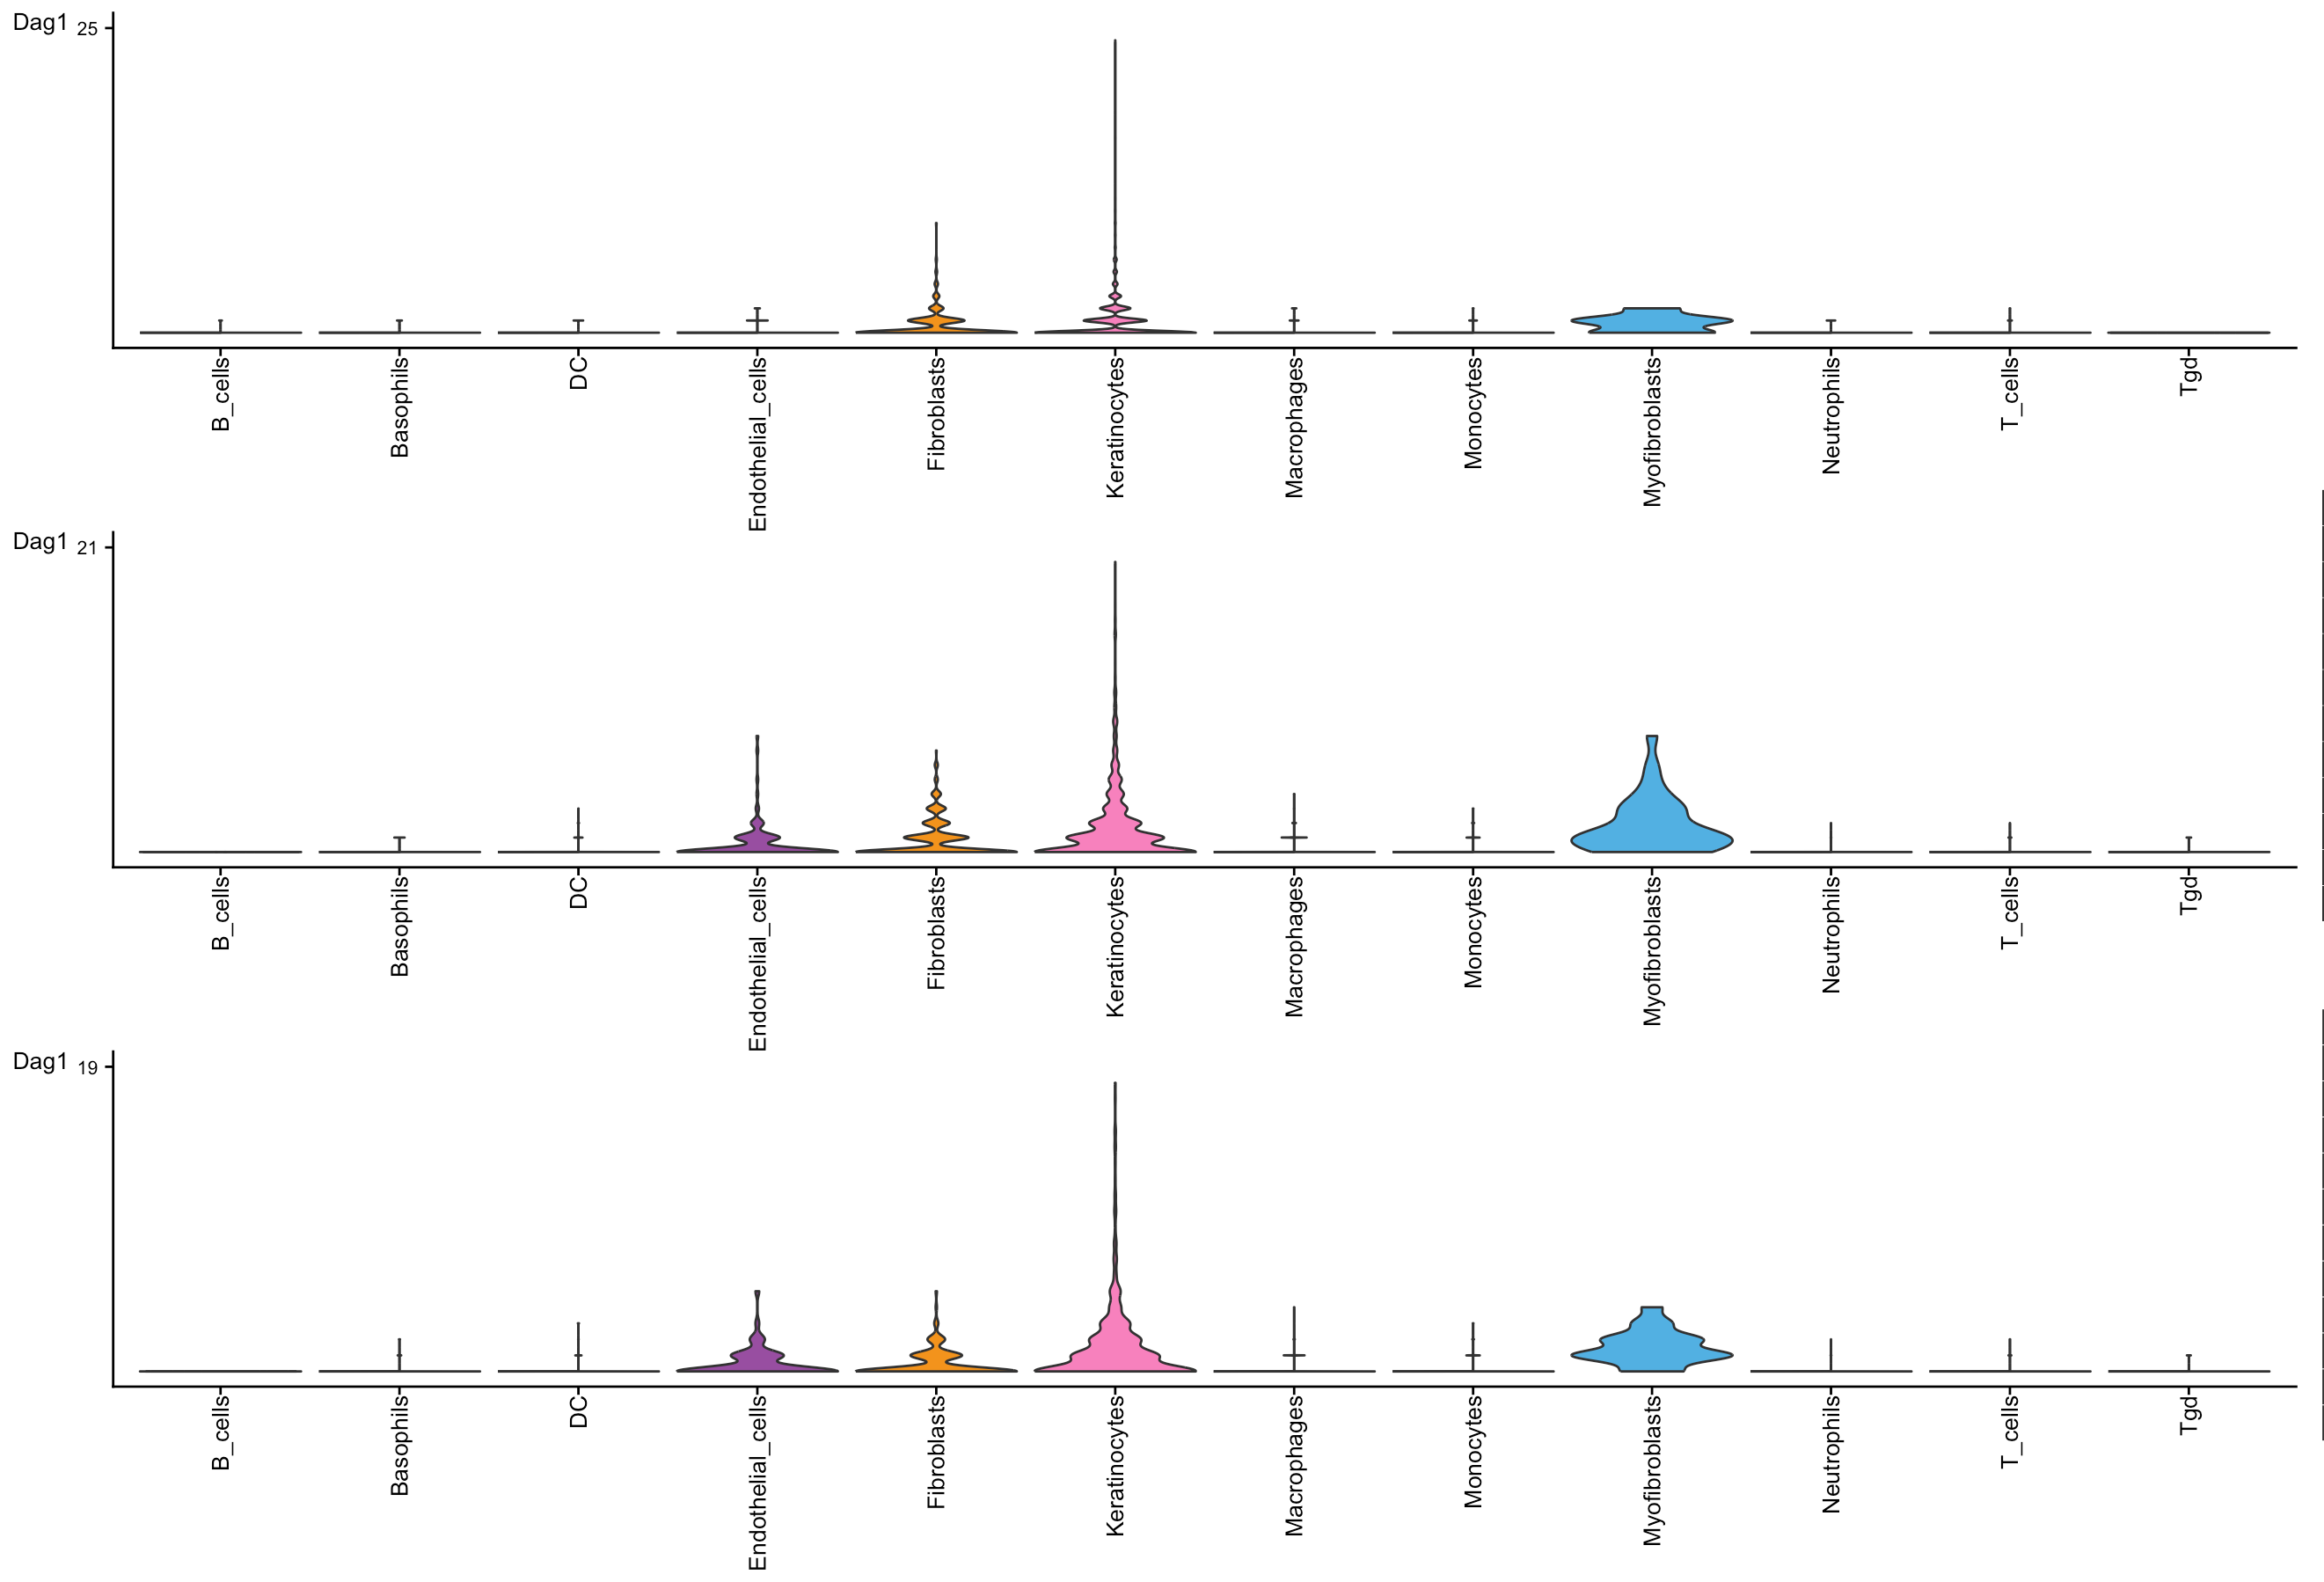 Dag1 25
B_cells
Basophils
DC
Endothelial_cells
Fibroblasts
Keratinocytes
Macrophages
Monocytes
Myofibroblasts
Neutrophils
T_cells
Tgd
Dag1 21
B_cells
Basophils
DC
Endothelial_cells
Fibroblasts
Keratinocytes
Macrophages
Monocytes
Myofibroblasts
Neutrophils
T_cells
Tgd
Dag1 19
B_cells
Basophils
DC
Endothelial_cells
Fibroblasts
Keratinocytes
Macrophages
Monocytes
Myofibroblasts
Neutrophils
T_cells
Tgd